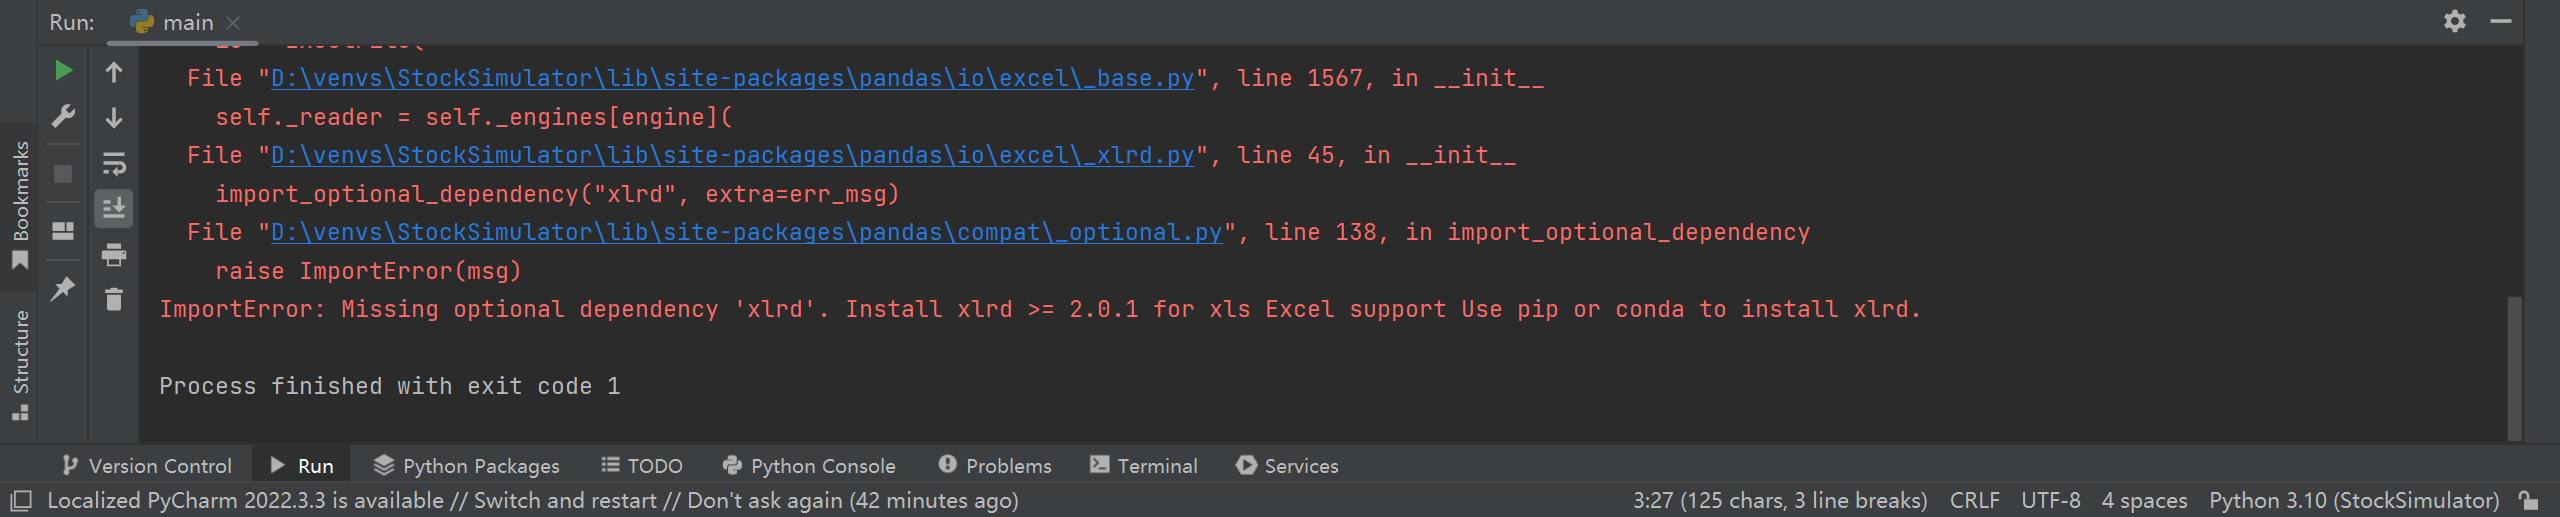 Run: main
File "D:\venvs\StockSimulator\lib\site-packages\pandas\io\excel\_base.py", line 1567, in __init__
self._reader = self._engines[engine](
File "D:\venvs\StockSimulator\lib\site-packages\pandas\io\excel\_xlrd.py", line 45, in __init__
import_optional_dependency("xlrd", extra=err_msg)
File "D:\venvs\StockSimulator\lib\site-packages\pandas\compat\_optional.py", line 138, in import_optional_dependency
raise ImportError(msg)
ImportError: Missing optional dependency 'xlrd'. Install xlrd >= 2.0.1 for xls Excel support Use pip or conda to install xlrd.
Process finished with exit code 1
Bookmarks
Structure
Version Control Run Python Packages TODO Python Console Problems Terminal Services
Localized PyCharm 2022.3.3 is available // Switch and restart // Don't ask again (42 minutes ago) 3:27 (125 chars, 3 line breaks) CRLF UTF-8 4 spaces Python 3.10 (StockSimulator)